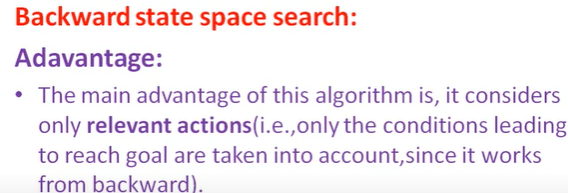 Backward state space search:
Adavantage:
• The main advantage of this algorithm is, it considers
only relevant actions(i.e.,only the conditions leading
to reach goal are taken into account,since it works
from backward).